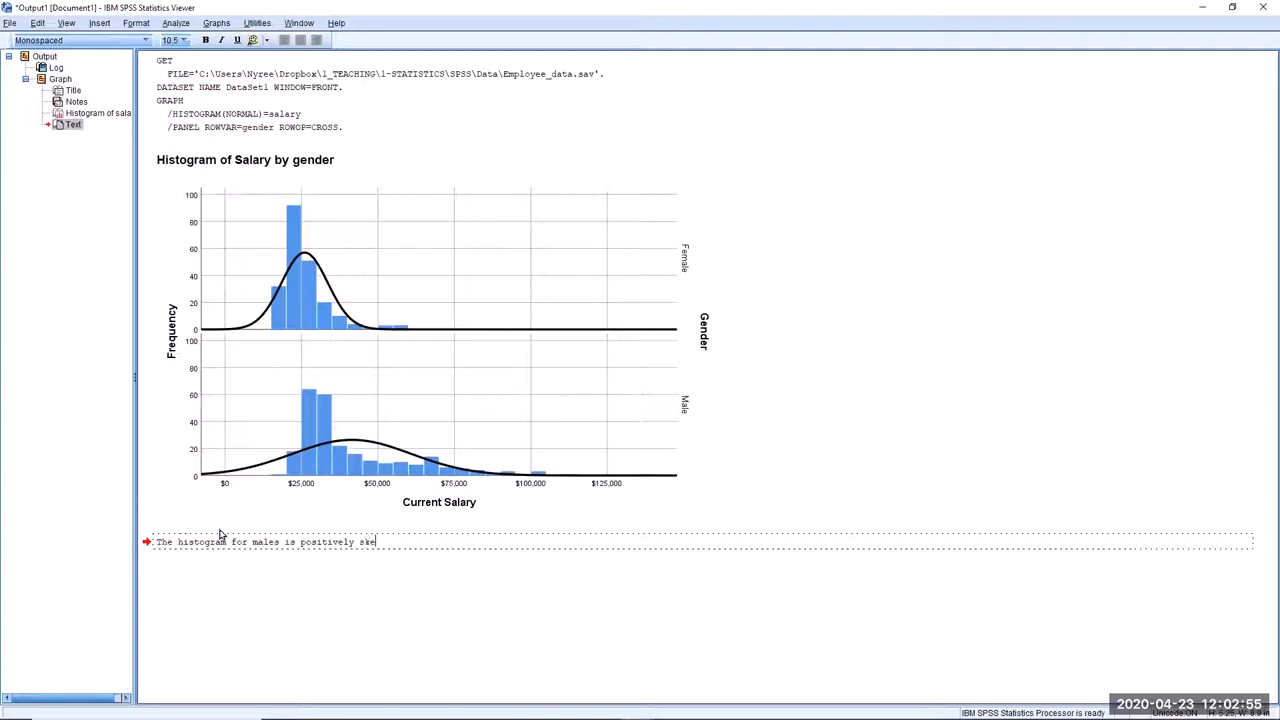 *Output1 [Document1] - IBM SPSS Statistics Viewer
File Edit View Insert Format Analyze Graphs Utilities Window Help
Monospaced 10.5 B I U
Output
Log
Graph
Title
Notes
Histogram of sala
Text
GET
FILE='C:\Users\Nyree\Dropbox\1_TEACHING\1-STATISTICS\SPSS\Data\Employee_data.sav'.
DATASET NAME DataSet1 WINDOW=FRONT.
GRAPH
/HISTOGRAM(NORMAL)=salary
/PANEL ROWVAR=gender ROWOP=CROSS.
Histogram of Salary by gender
100
80
60
40
20
0
Female
100
80
60
40
20
0
Male
Frequency
Gender
$0 $25,000 $50,000 $75,000 $100,000 $125,000
Current Salary
The histogram for males is positively ske
2020-04-23 12:02:55
IBM SPSS Statistics Processor is ready